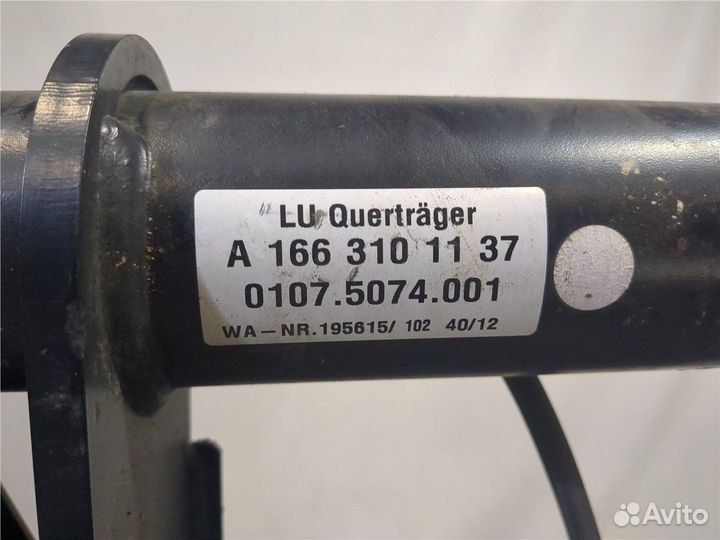 LU Querträger
A 166 310 11 37
0107.5074.001
WA-NR.195615/ 102 40/12
Avito